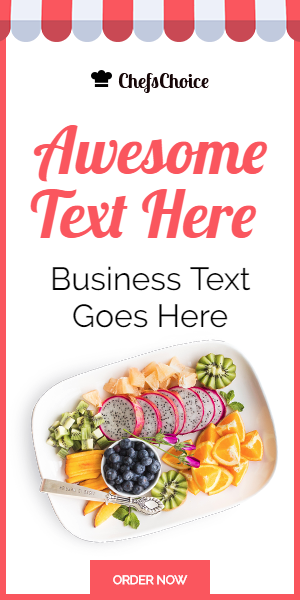 ChefsChoice
Awesome
Text Here
Business Text
Goes Here
ORDER NOW